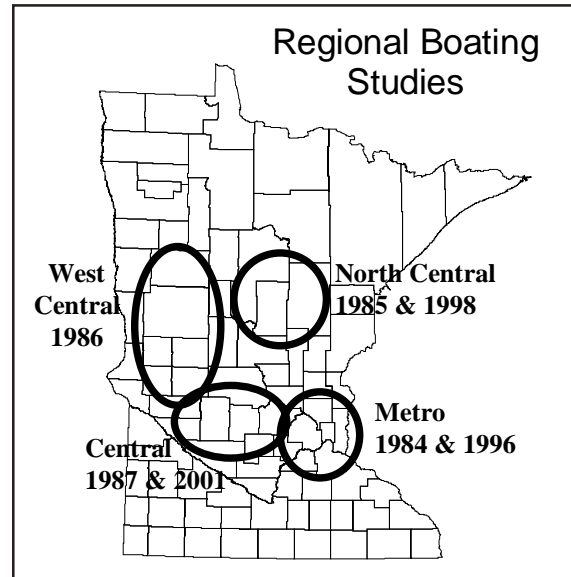 Regional Boating
Studies
West
Central
1986
North Central
1985 & 1998
Metro
1984 & 1996
Central
1987 & 2001